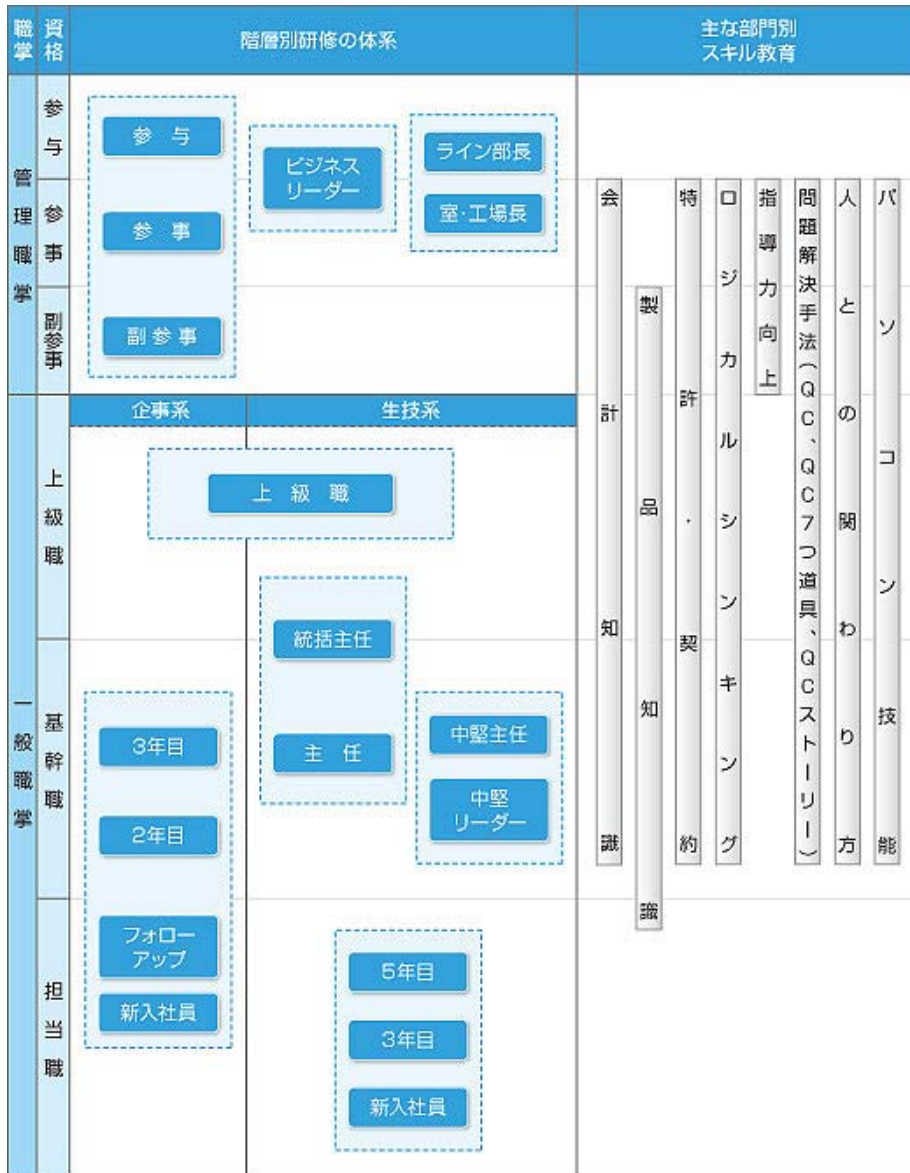 職掌
資格
階層別研修の体系
主な部門別
スキル教育
管理職掌
参与
参事
副参事
参与
参事
副参事
ビジネス
リーダー
ライン部長
室・工場長
企事系
生技系
一般職掌
上級職
基幹職
担当職
上級職
統括主任
主任
中堅主任
中堅
リーダー
3年目
2年目
フォロー
アップ
新入社員
5年目
3年目
新入社員
会計知識
製品知識
特許・契約
ロジカルシンキング
指導力向上
問題解決手法(QC、QC7つ道具、QCストーリー)
人との関わり方
パソコン技能